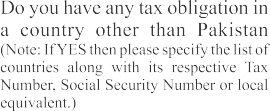 Do you have any tax obligation in
a country other than Pakistan
(Note: If YES then please specify the list of
countries along with its respective Tax
Number, Social Security Number or local
equivalent.)